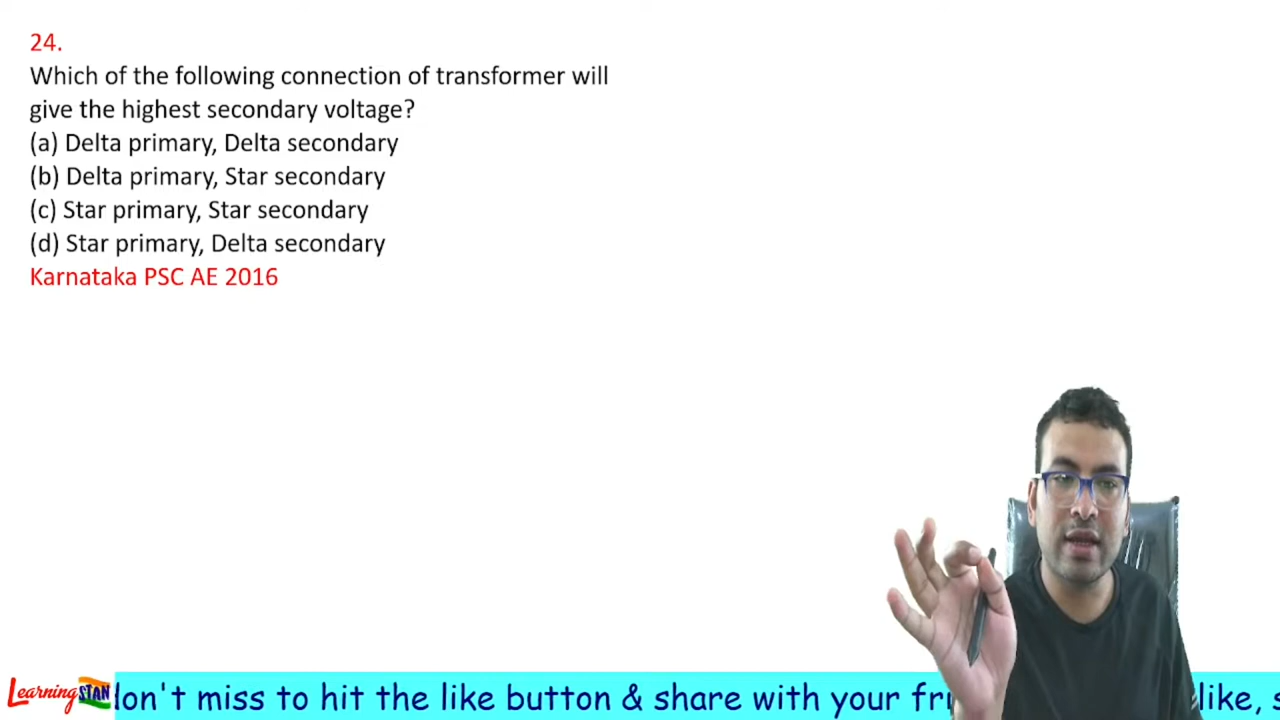 24.
Which of the following connection of transformer will
give the highest secondary voltage?
(a) Delta primary, Delta secondary
(b) Delta primary, Star secondary
(c) Star primary, Star secondary
(d) Star primary, Delta secondary
Karnataka PSC AE 2016
LearningSTAN
don't miss to hit the like button & share with your
like,